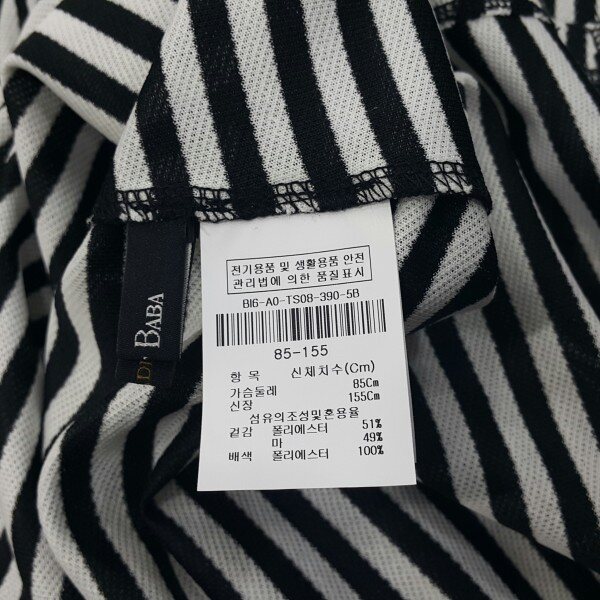 전기용품 및 생활용품 안전
관리법에 의한 품질표시
BI6-A0-TS08-390-5B
85-155
항 목 신체치수(Cm)
가슴둘레 85Cm
신장 155Cm
섬유의조성및혼용율
겉감 폴리에스터 51%
마 49%
배색 폴리에스터 100%
BABA